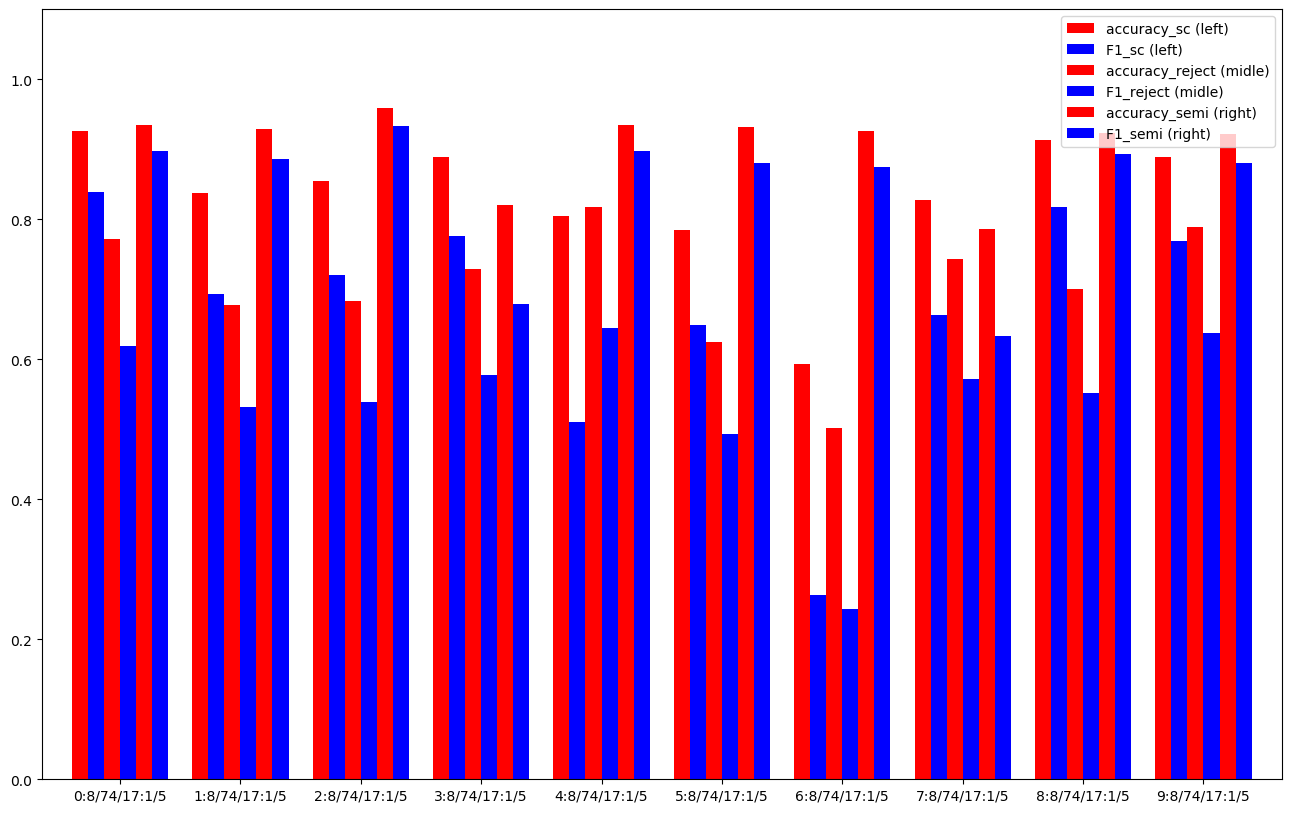 accuracy_sc (left)
F1_sc (left)
accuracy_reject (midle)
F1_reject (midle)
accuracy_semi (right)
F1_semi (right)
1.0
0.8
0.6
0.4
0.2
0.0
0:8/74/17:1/5 1:8/74/17:1/5 2:8/74/17:1/5 3:8/74/17:1/5 4:8/74/17:1/5 5:8/74/17:1/5 6:8/74/17:1/5 7:8/74/17:1/5 8:8/74/17:1/5 9:8/74/17:1/5